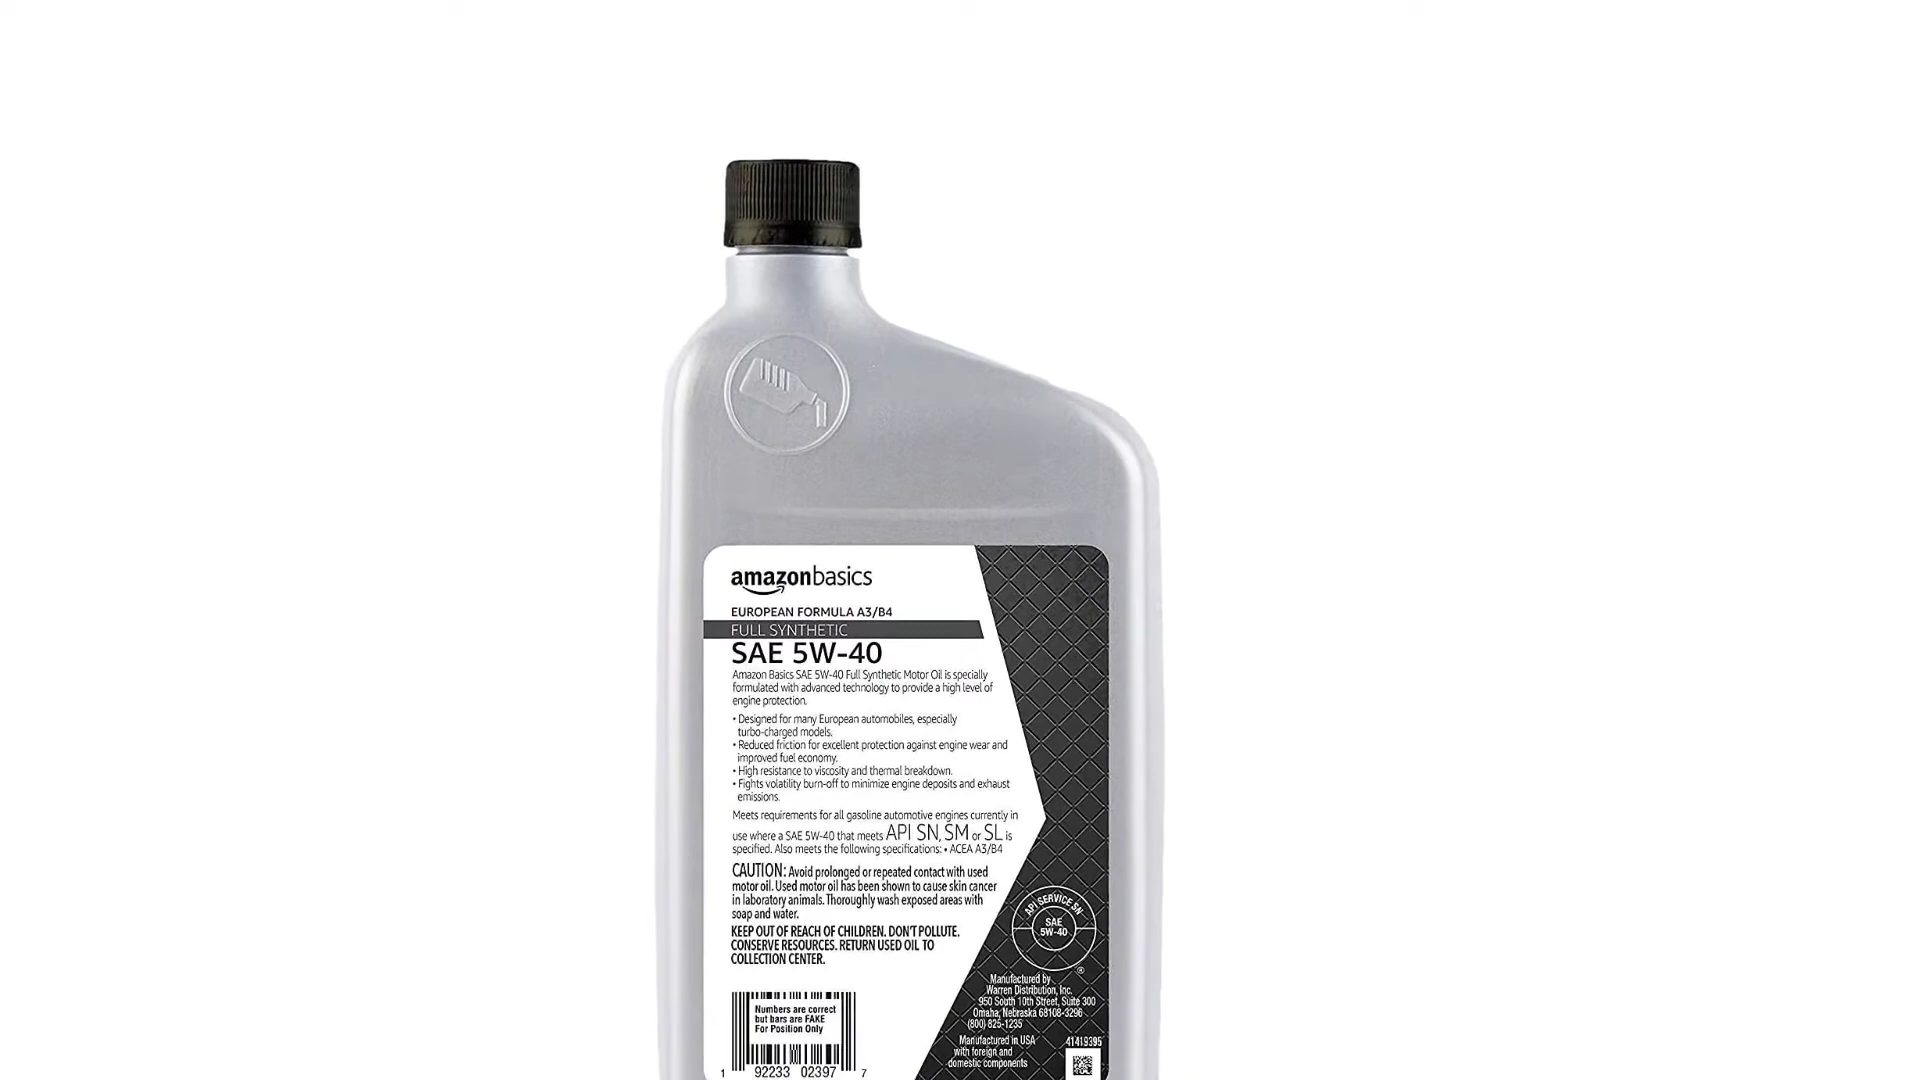 amazonbasics
EUROPEAN FORMULA A3/B4
FULL SYNTHETIC
SAE 5W-40
Amazon Basics SAE 5W-40 Full Synthetic Motor Oil is specially
formulated with advanced technology to provide a high level of
engine protection.
• Designed for many European automobiles, especially
turbo-charged models.
• Reduced friction for excellent protection against engine wear and
improved fuel economy.
• High resistance to viscosity and thermal breakdown.
• Fights volatility burn-off to minimize engine deposits and exhaust
emissions.
Meets requirements for all gasoline automotive engines currently in
use where a SAE 5W-40 that meets API SN, SM or SL is
specified. Also meets the following specifications: • ACEA A3/B4
CAUTION: Avoid prolonged or repeated contact with used
motor oil. Used motor oil has been shown to cause skin cancer
in laboratory animals. Thoroughly wash exposed areas with
soap and water.
KEEP OUT OF REACH OF CHILDREN. DON'T POLLUTE.
CONSERVE RESOURCES. RETURN USED OIL TO
COLLECTION CENTER.
API SERVICE SN
SAE
5W-40
®
Manufactured by
Warren Distribution, Inc.
950 South 10th Street, Suite 300
Omaha, Nebraska 68108-3296
(800) 825-1235
Manufactured in USA
with foreign and
domestic components
41419395
Numbers are correct
but bars are FAKE
For Position Only
1 92233 02397 7